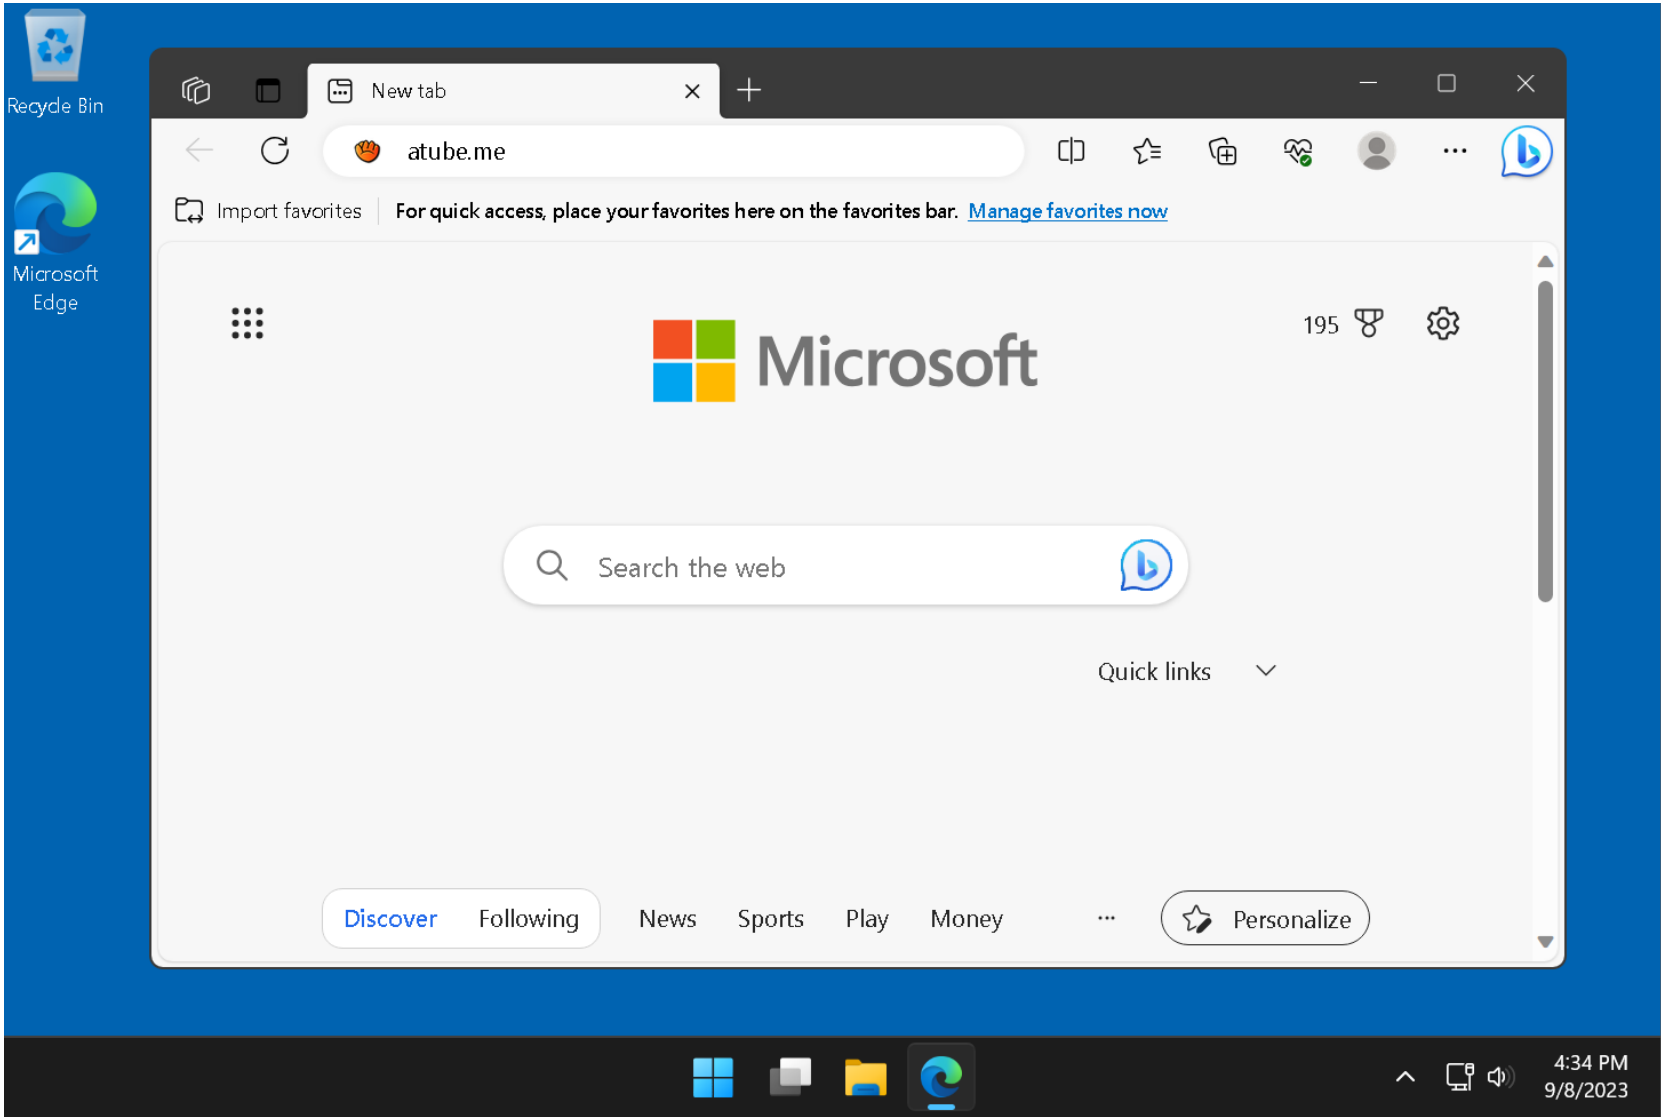 Recycle Bin
Microsoft
Edge
New tab
atube.me
Import favorites
For quick access, place your favorites here on the favorites bar. Manage favorites now
195
Microsoft
Search the web
Quick links
Discover Following News Sports Play Money ... Personalize
4:34 PM
9/8/2023